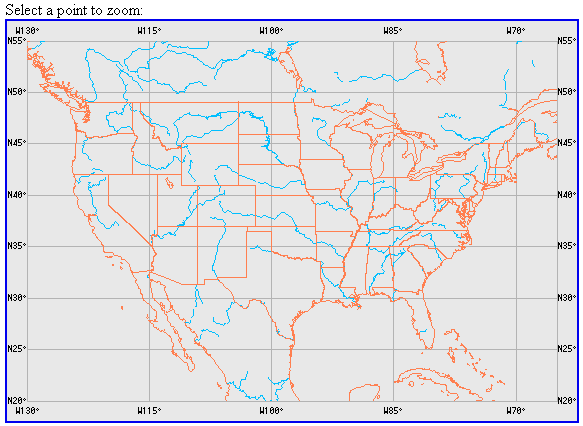 Select a point to zoom:
W130° W115° W100° W85° W70°
N55° N55°
N50° N50°
N45° N45°
N40° N40°
N35° N35°
N30° N30°
N25° N25°
N20° N20°
W130° W115° W100° W85° W70°